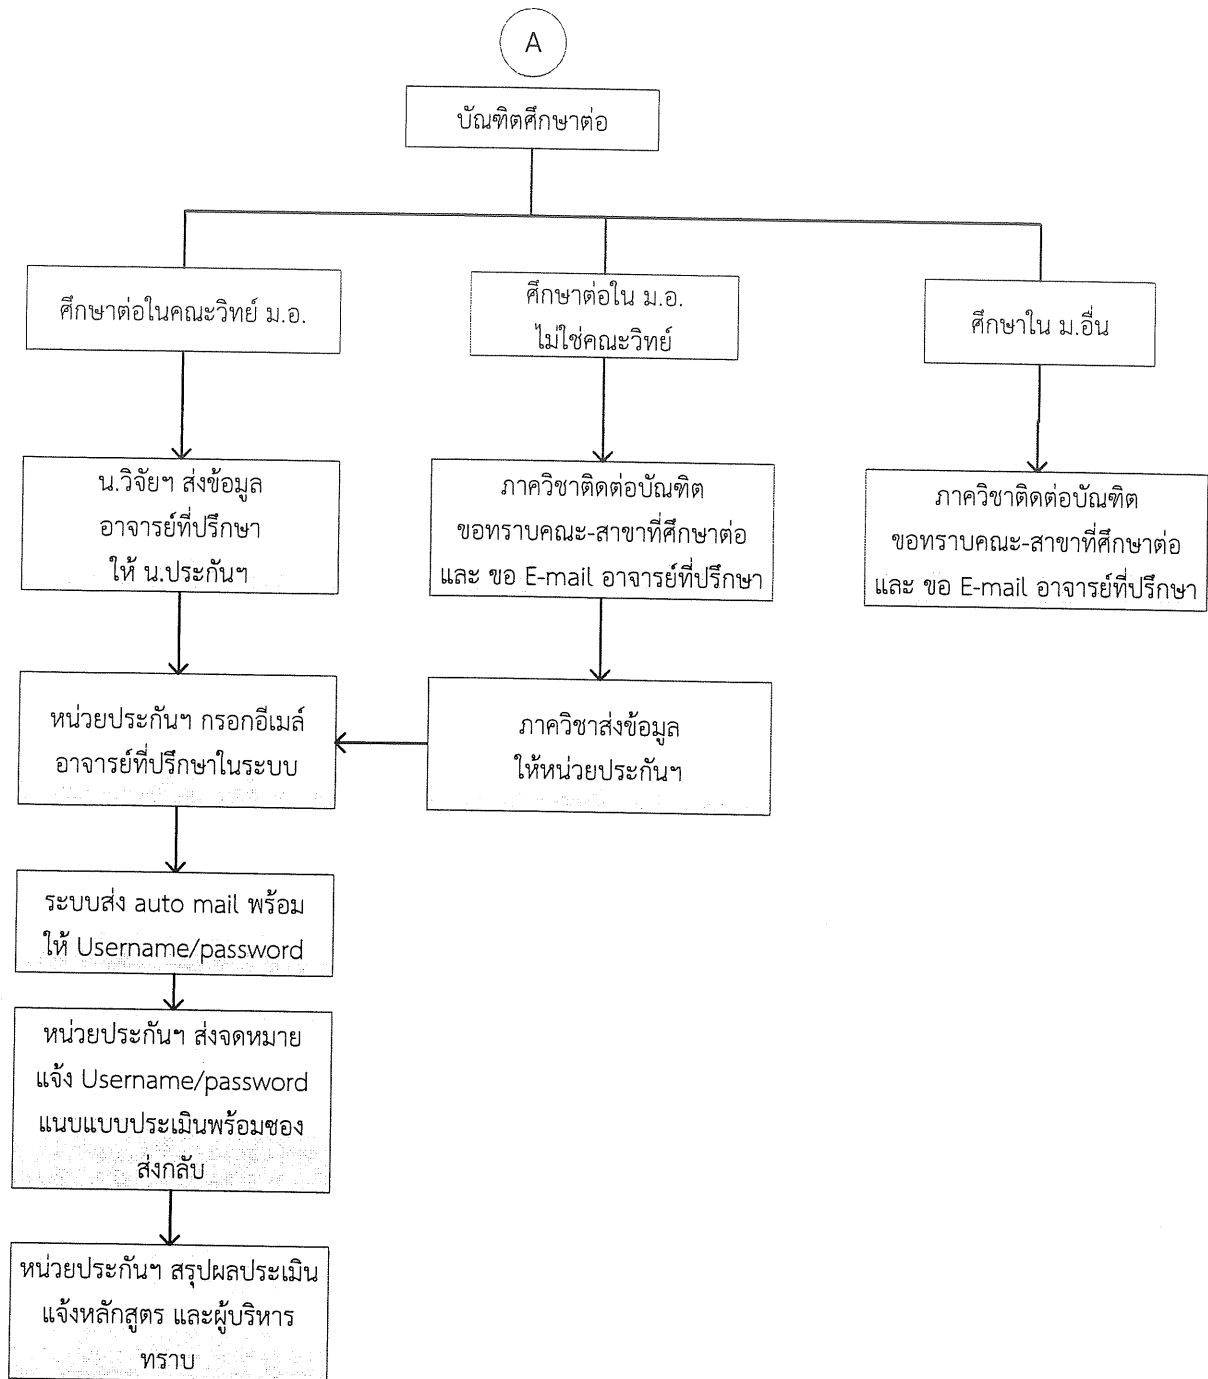 A
บัณฑิตศึกษาต่อ
ศึกษาต่อในคณะวิทย์ ม.อ.
ศึกษาต่อใน ม.อ.
ไม่ใช่คณะวิทย์
ศึกษาใน ม.อื่น
น.วิจัยฯ ส่งข้อมูล
อาจารย์ที่ปรึกษา
ให้ น.ประกันฯ
ภาควิชาติดต่อบัณฑิต
ขอทราบคณะ-สาขาที่ศึกษาต่อ
และ ขอ E-mail อาจารย์ที่ปรึกษา
ภาควิชาติดต่อบัณฑิต
ขอทราบคณะ-สาขาที่ศึกษาต่อ
และ ขอ E-mail อาจารย์ที่ปรึกษา
หน่วยประกันฯ กรอกอีเมล์
อาจารย์ที่ปรึกษาในระบบ
ภาควิชาส่งข้อมูล
ให้หน่วยประกันฯ
ระบบส่ง auto mail พร้อม
ให้ Username/password
หน่วยประกันฯ ส่งจดหมาย
แจ้ง Username/password
แนบแบบประเมินพร้อมซอง
ส่งกลับ
หน่วยประกันฯ สรุปผลประเมิน
แจ้งหลักสูตร และผู้บริหาร
ทราบ